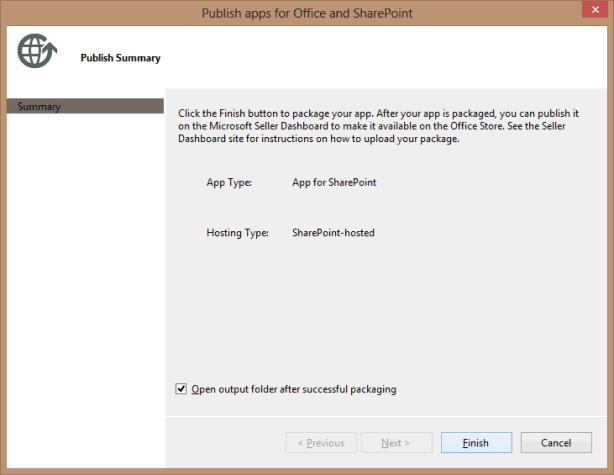 Publish apps for Office and SharePoint
x
Publish Summary
Summary
Click the Finish button to package your app. After your app is packaged, you can publish it
on the Microsoft Seller Dashboard to make it available on the Office Store. See the Seller
Dashboard site for instructions on how to upload your package.
App Type: App for SharePoint
Hosting Type: SharePoint-hosted
Open output folder after successful packaging
< Previous Next > Finish Cancel